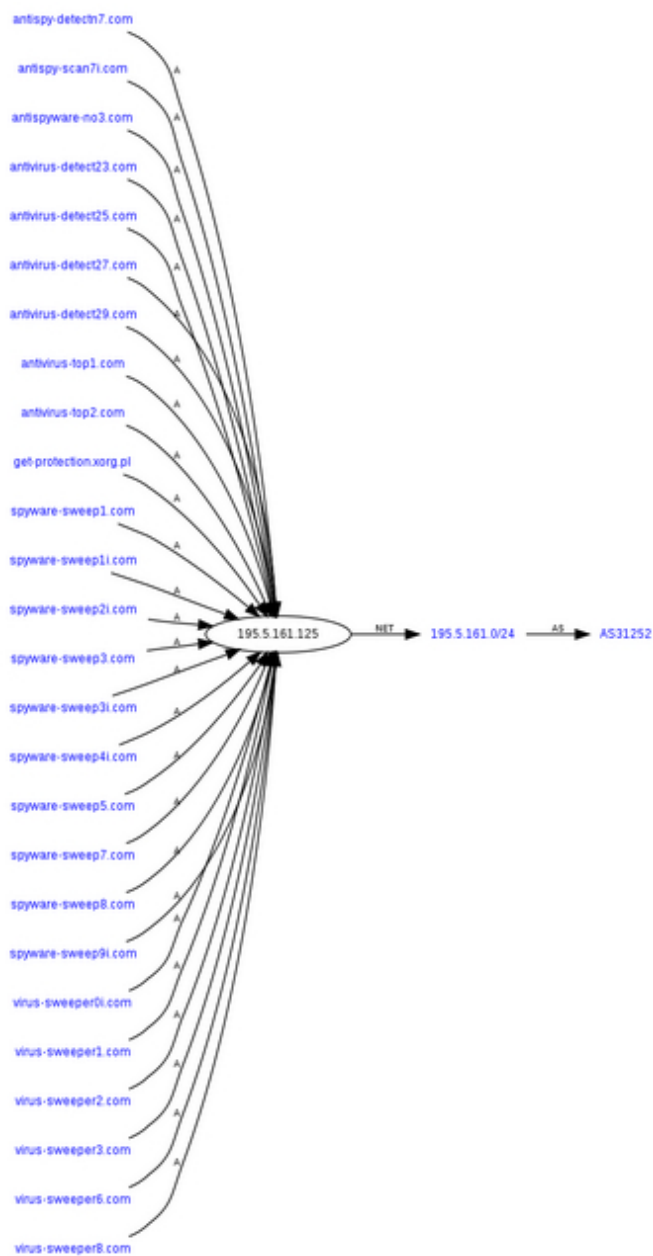 antispy-detectn7.com
A
antispy-scan7i.com
A
antispyware-no3.com
A
antivirus-detect23.com
A
antivirus-detect25.com
A
antivirus-detect27.com
A
antivirus-detect29.com
A
antivirus-top1.com
A
antivirus-top2.com
A
get-protection.xorg.pl
A
spyware-sweep1.com
A
spyware-sweep1i.com
A
spyware-sweep2i.com
A
195.5.161.125 NET 195.5.161.0/24 AS AS31252
A
spyware-sweep3.com
A
spyware-sweep3i.com
A
spyware-sweep4i.com
A
spyware-sweep5.com
A
spyware-sweep7.com
A
spyware-sweep8.com
A
A
spyware-sweep9i.com
A
virus-sweeper0i.com
A
virus-sweeper1.com
A
virus-sweeper2.com
A
virus-sweeper3.com
A
virus-sweeper6.com
virus-sweeper8.com